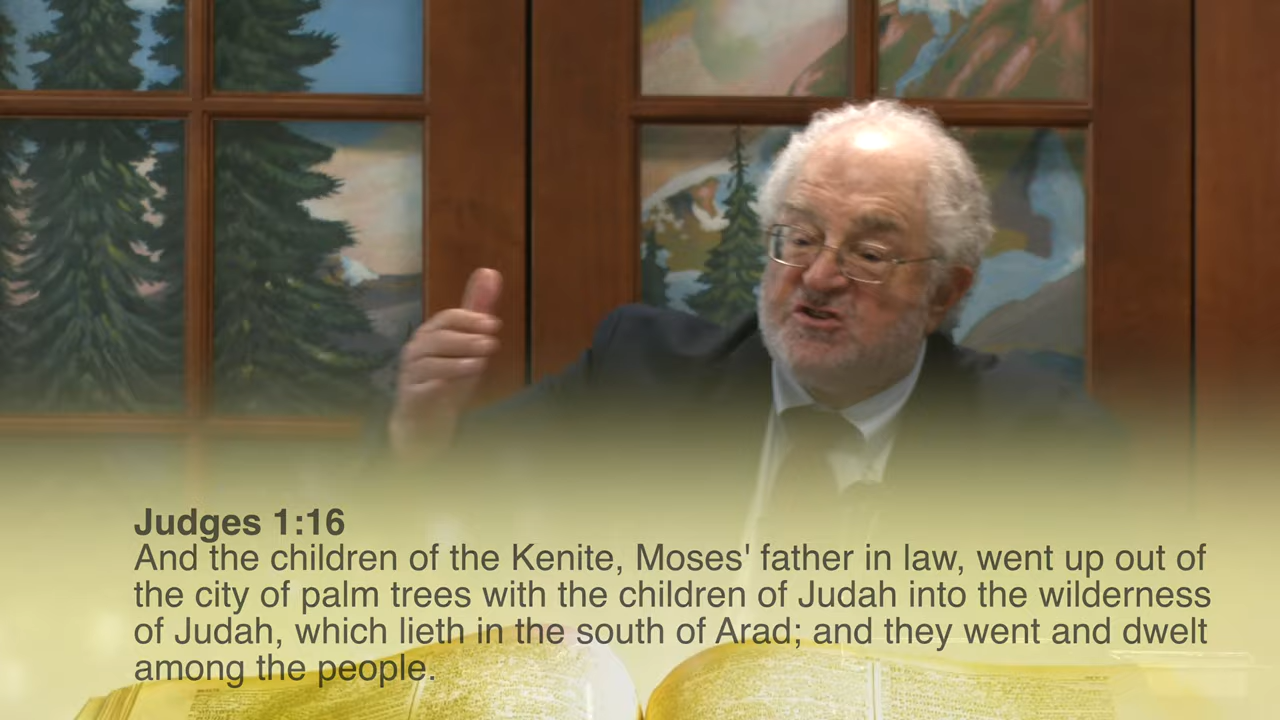 Judges 1:16
And the children of the Kenite, Moses' father in law, went up out of
the city of palm trees with the children of Judah into the wilderness
of Judah, which lieth in the south of Arad; and they went and dwelt
among the people.